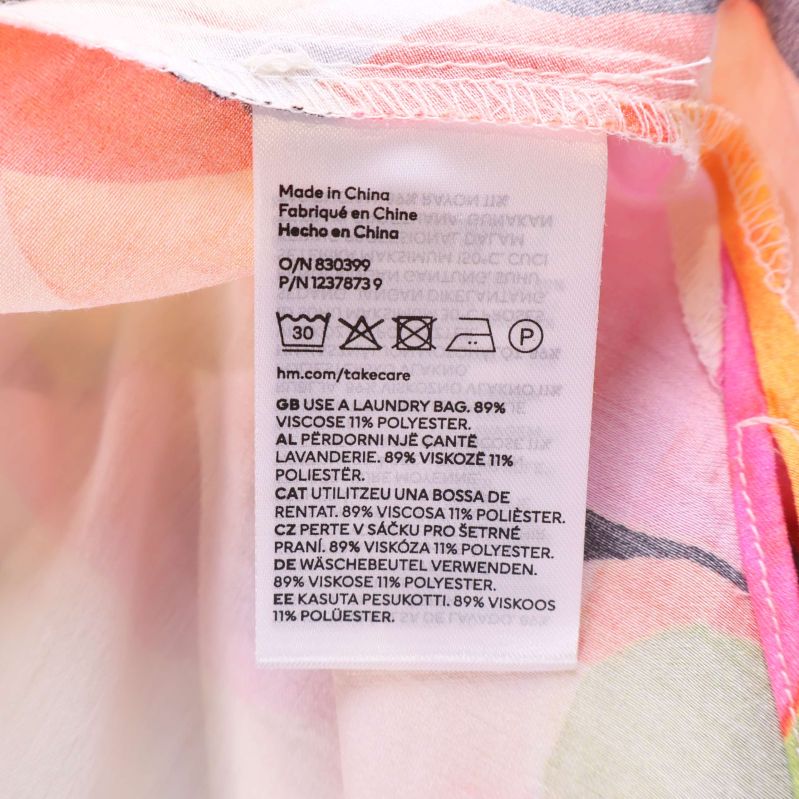 Made in China
Fabriqué en Chine
Hecho en China
O/N 830399
P/N 1237873 9
30
P
hm.com/takecare
GB USE A LAUNDRY BAG. 89%
VISCOSE 11% POLYESTER.
AL PËRDORNI NJË ÇANTË
LAVANDERIE. 89% VISKOZË 11%
POLIESTËR.
CAT UTILITZEU UNA BOSSA DE
RENTAT. 89% VISCOSA 11% POLIÈSTER.
CZ PERTE V SÁČKU PRO ŠETRNÉ
PRANÍ. 89% VISKÓZA 11% POLYESTER.
DE WÄSCHEBEUTEL VERWENDEN.
89% VISKOSE 11% POLYESTER.
EE KASUTA PESUKOTTI. 89% VISKOOS
11% POLÜESTER.